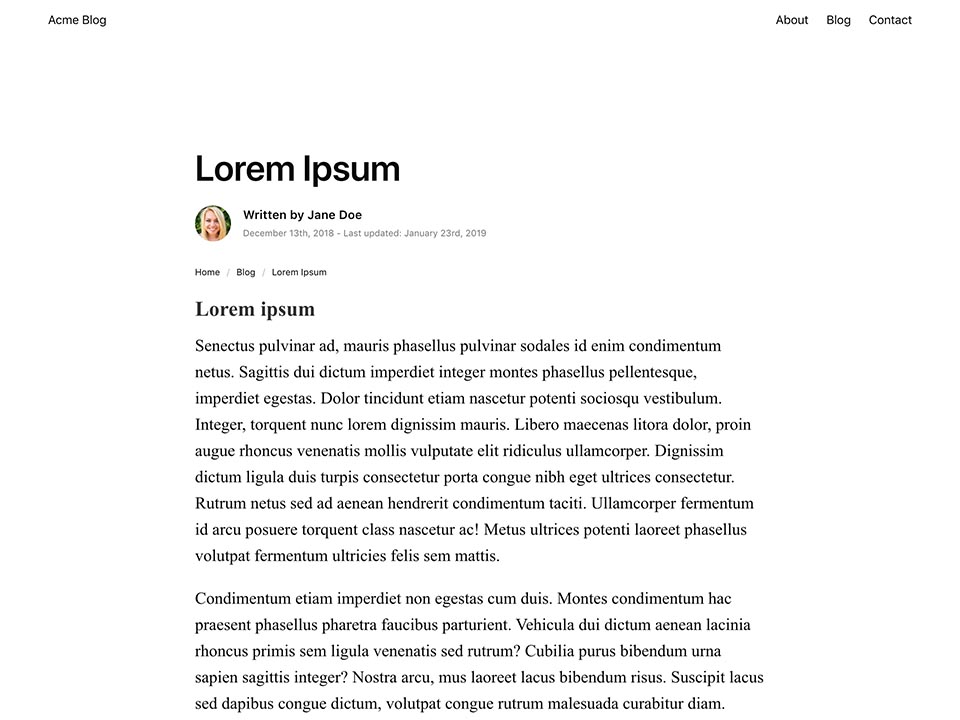 Acme Blog
About Blog Contact
Lorem Ipsum
Written by Jane Doe
December 13th, 2018 - Last updated: January 23rd, 2019
Home / Blog / Lorem Ipsum
Lorem ipsum
Senectus pulvinar ad, mauris phasellus pulvinar sodales id enim condimentum
netus. Sagittis dui dictum imperdiet integer montes phasellus pellentesque,
imperdiet egestas. Dolor tincidunt etiam nascetur potenti sociosqu vestibulum.
Integer, torquent nunc lorem dignissim mauris. Libero maecenas litora dolor, proin
augue rhoncus venenatis mollis vulputate elit ridiculus ullamcorper. Dignissim
dictum ligula duis turpis consectetur porta congue nibh eget ultrices consectetur.
Rutrum netus sed ad aenean hendrerit condimentum taciti. Ullamcorper fermentum
id arcu posuere torquent class nascetur ac! Metus ultrices potenti laoreet phasellus
volutpat fermentum ultricies felis sem mattis.
Condimentum etiam imperdiet non egestas cum duis. Montes condimentum hac
praesent phasellus pharetra faucibus parturient. Vehicula dui dictum aenean lacinia
rhoncus primis sem ligula venenatis sed rutrum? Cubilia purus bibendum urna
sapien sagittis integer? Nostra arcu, mus laoreet lacus bibendum risus. Suscipit lacus
sed dapibus congue dictum, volutpat congue rutrum malesuada curabitur diam.